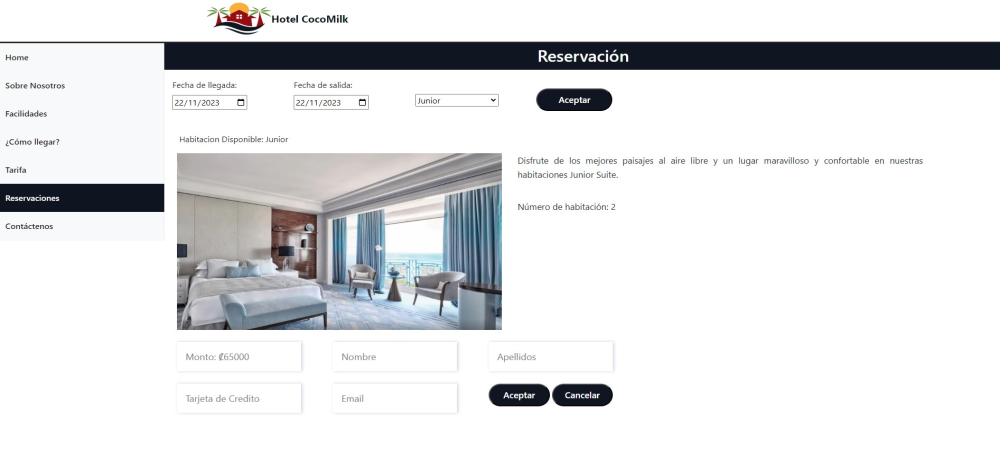 Hotel CocoMilk
Home
Sobre Nosotros
Facilidades
¿Cómo llegar?
Tarifa
Reservaciones
Contáctenos
Reservación
Fecha de llegada:
22/11/2023
Fecha de salida:
22/11/2023
Junior
Aceptar
Habitacion Disponible: Junior
Disfrute de los mejores paisajes al aire libre y un lugar maravilloso y confortable en nuestras
habitaciones Junior Suite.
Número de habitación: 2
Monto: ₡65000
Nombre
Apellidos
Tarjeta de Credito
Email
Aceptar
Cancelar